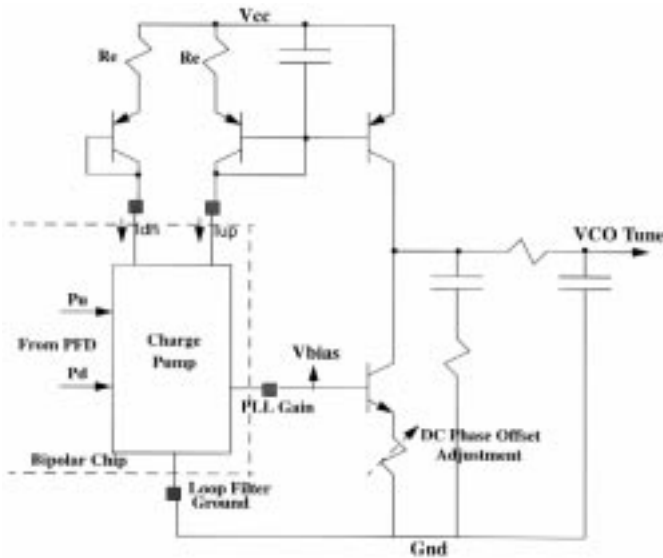 Vcc
Re
Re
Idn
Iup
VCO Tune
Pu
From PFD
Pd
Charge
Pump
Vbias
PLL Gain
DC Phase Offset
Adjustment
Bipolar Chip
Loop Filter
Ground
Gnd